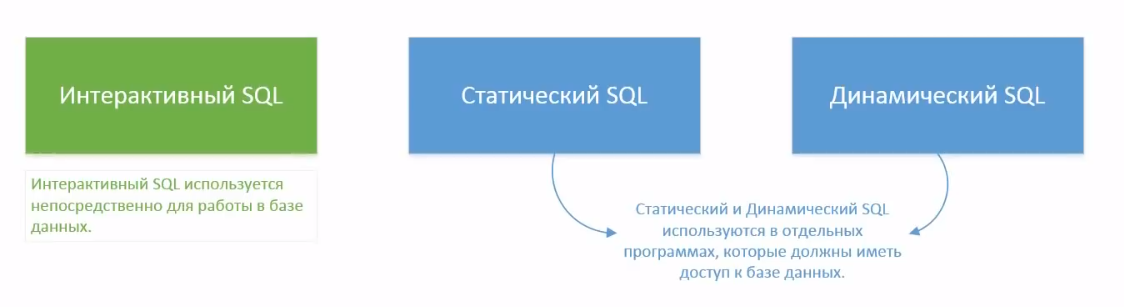 Интерактивный SQL
Статический SQL
Динамический SQL
Интерактивный SQL используется
непосредственно для работы в базе
данных.
Статический и Динамический SQL
используются в отдельных
программах, которые должны иметь
доступ к базе данных.